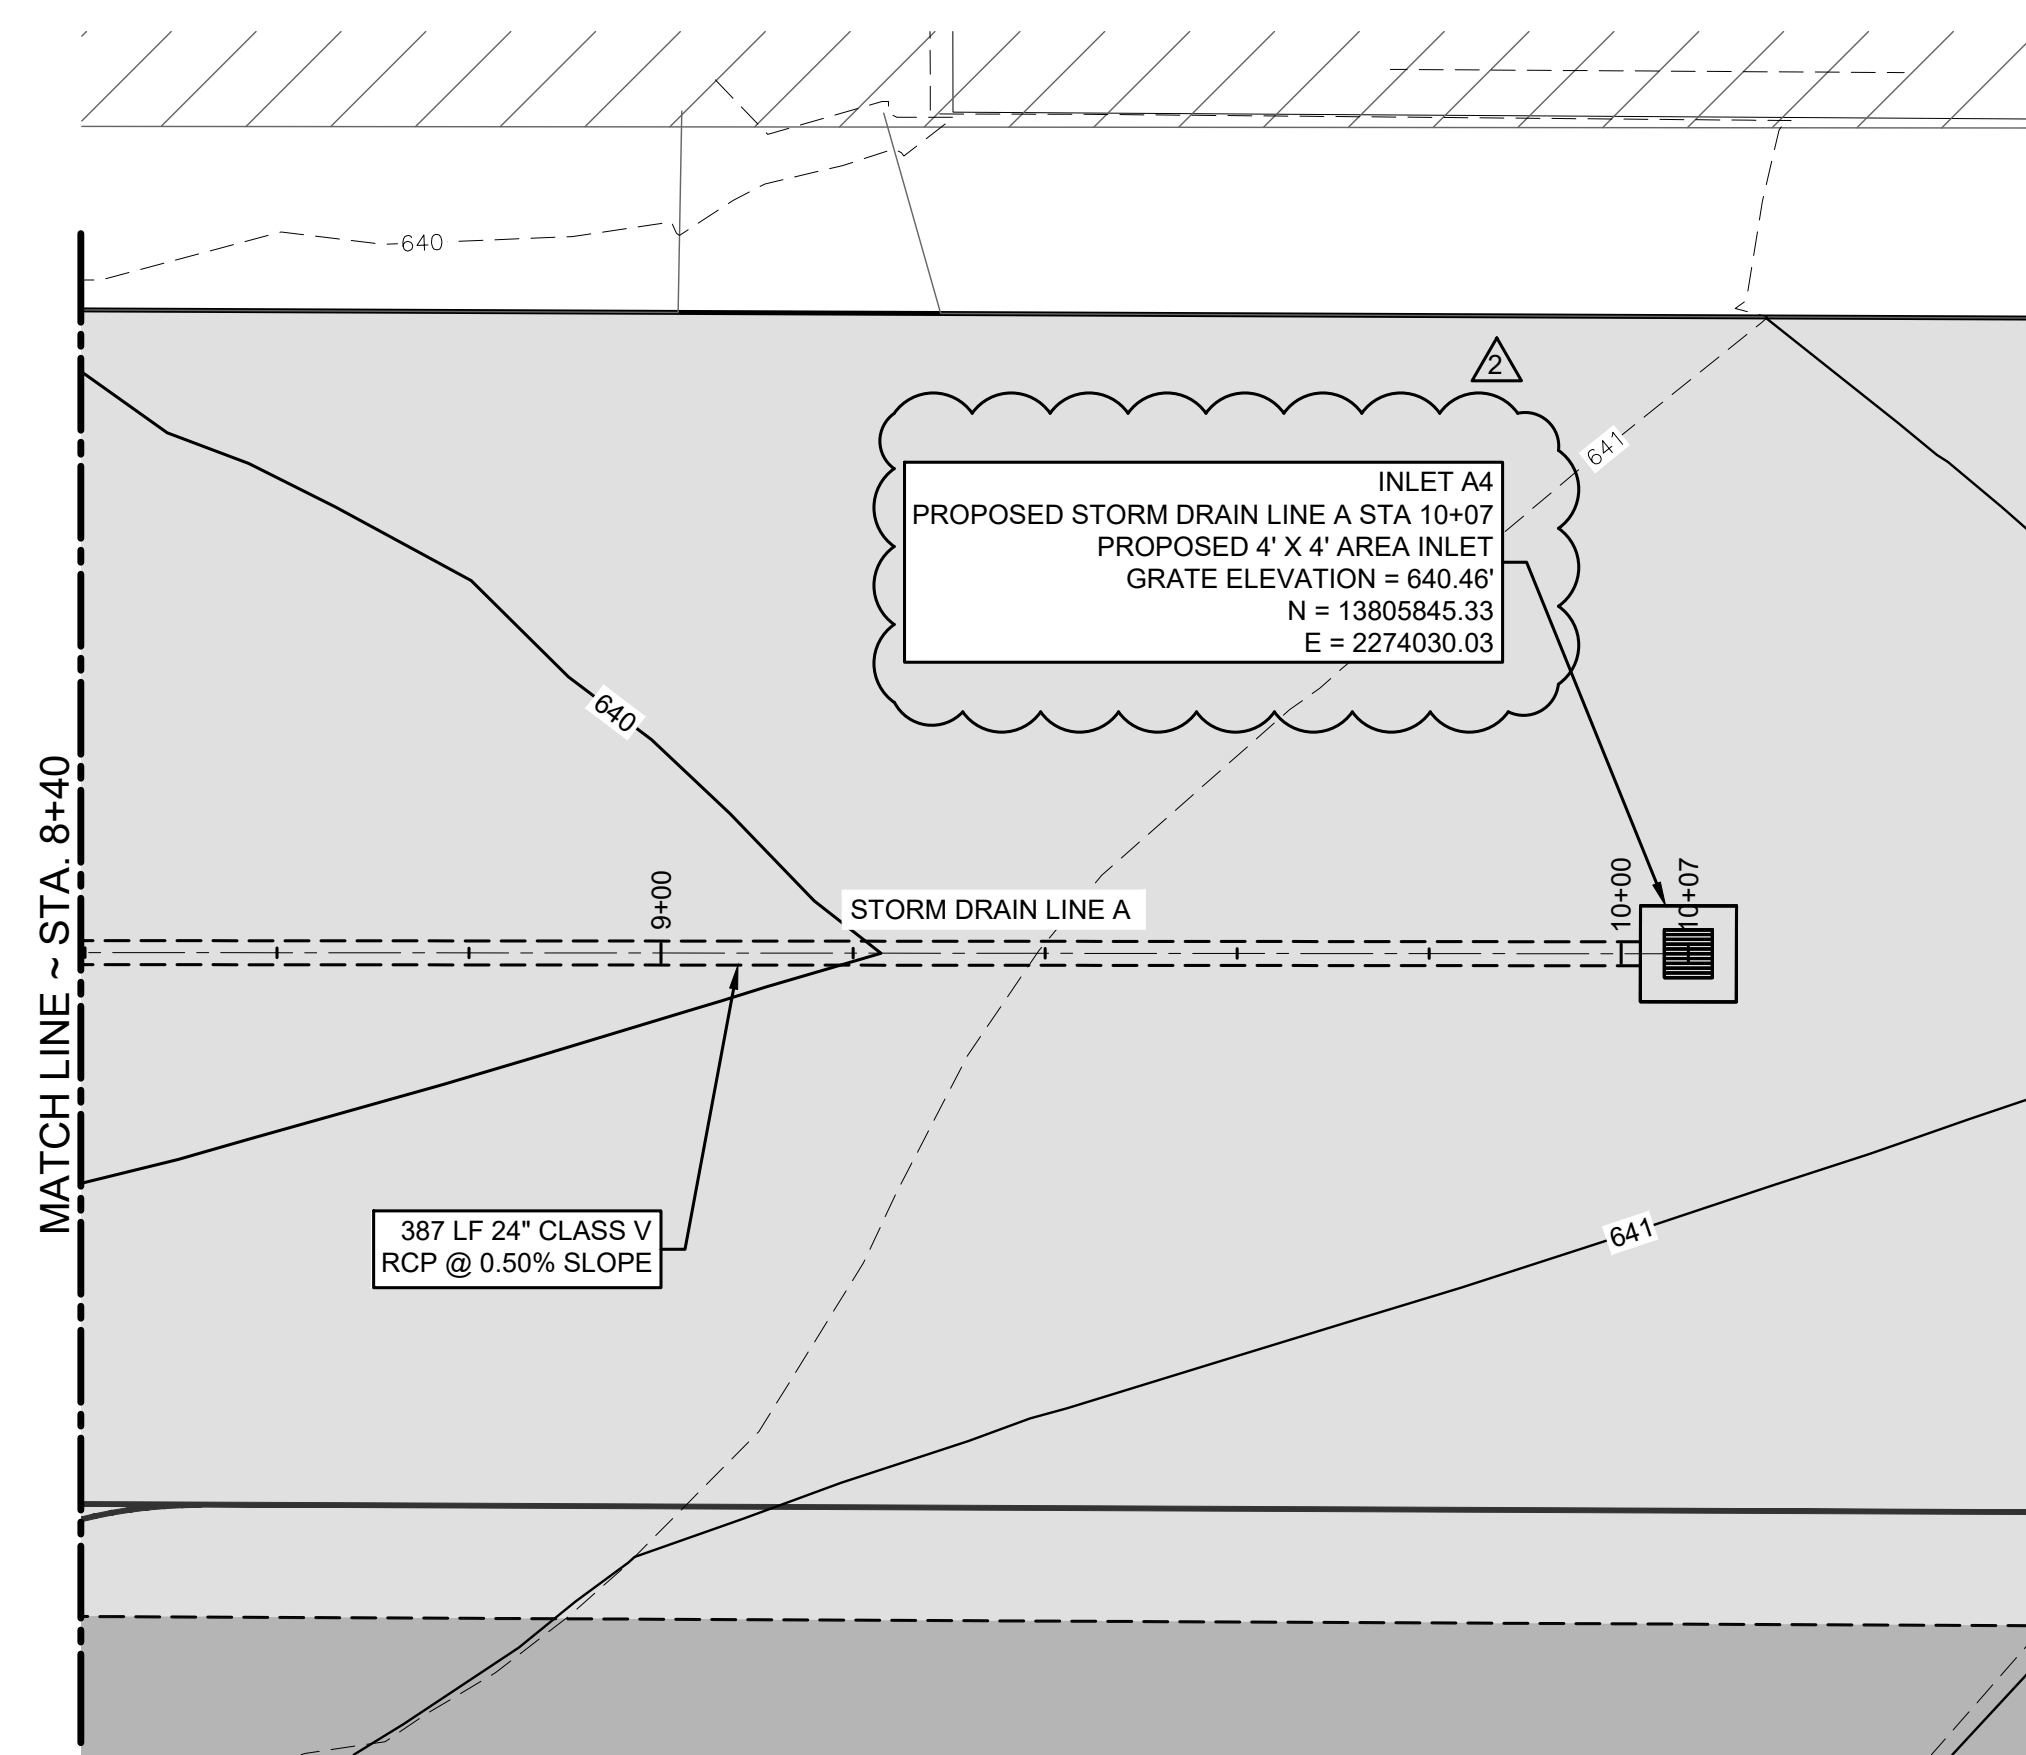 640
2
641
INLET A4
PROPOSED STORM DRAIN LINE A STA 10+07
PROPOSED 4' X 4' AREA INLET
GRATE ELEVATION = 640.46'
N = 13805845.33
E = 2274030.03
640
MATCH LINE ~ STA. 8+40
9+00
STORM DRAIN LINE A
10+00
10+07
387 LF 24" CLASS V
RCP @ 0.50% SLOPE
641